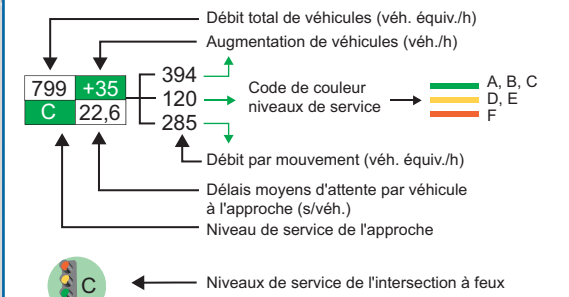 Débit total de véhicules (véh. équiv./h)
Augmentation de véhicules (véh./h)
799 +35
C 22,6
394
120
285
Code de couleur
niveaux de service
A, B, C
D, E
F
Débit par mouvement (véh. équiv./h)
Délais moyens d'attente par véhicule
à l'approche (s/véh.)
Niveau de service de l'approche
C
Niveaux de service de l'intersection à feux